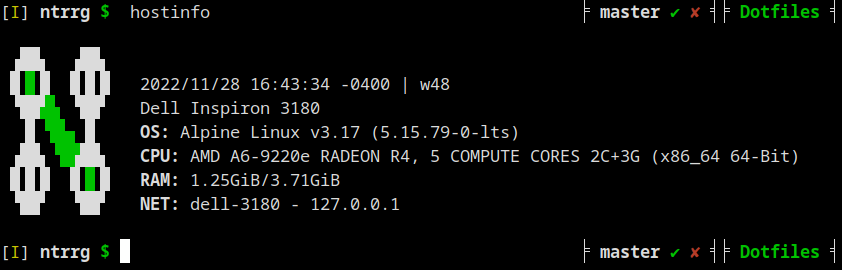 [I] ntrrg $ hostinfo ╞ master ✔ ✘ ╡╞ Dotfiles ╡
2022/11/28 16:43:34 -0400 | w48
Dell Inspiron 3180
OS: Alpine Linux v3.17 (5.15.79-0-lts)
CPU: AMD A6-9220e RADEON R4, 5 COMPUTE CORES 2C+3G (x86_64 64-Bit)
RAM: 1.25GiB/3.71GiB
NET: dell-3180 - 127.0.0.1
[I] ntrrg $ ╞ master ✔ ✘ ╡╞ Dotfiles ╡